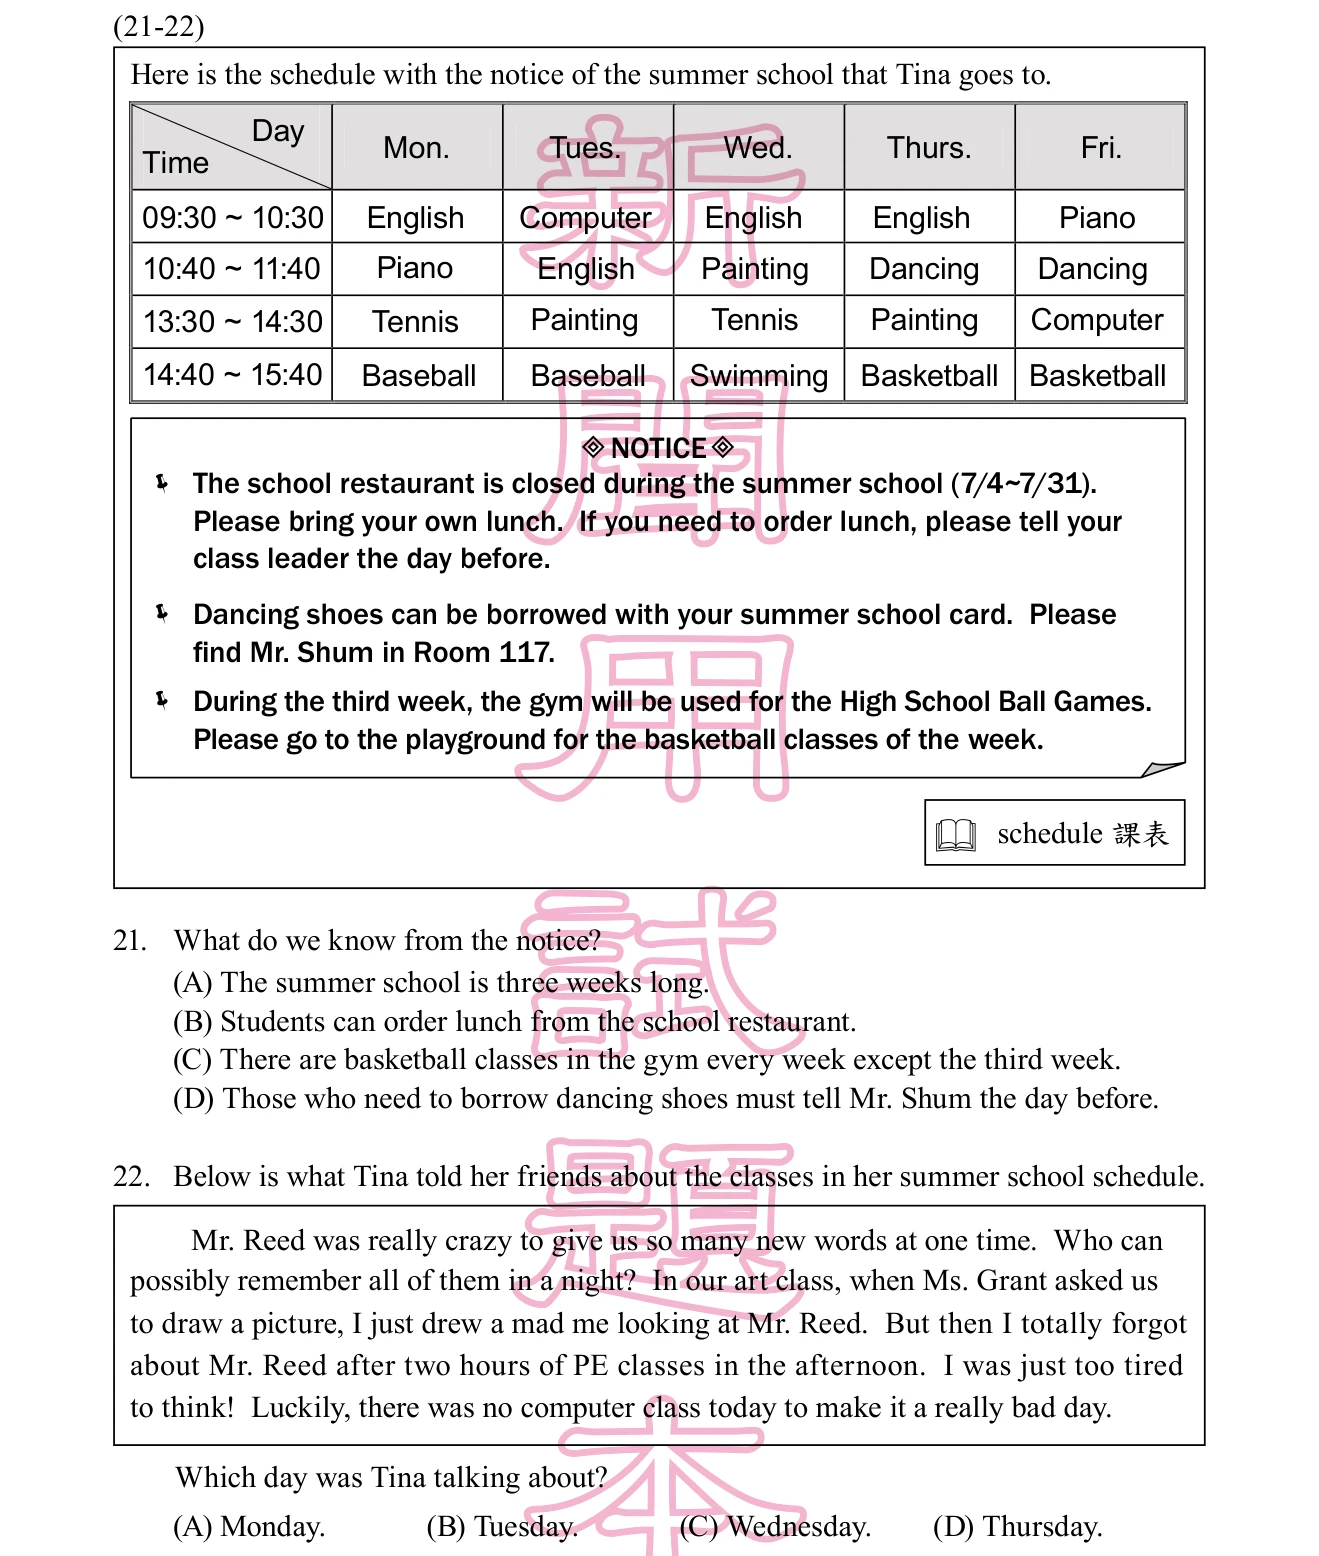 (21-22)
Here is the schedule with the notice of the summer school that Tina goes to.
Day
Time
Mon.
Tues.
Wed.
Thurs.
Fri.
09:30 ~ 10:30 English Computer English English Piano
10:40 ~ 11:40 Piano English Painting Dancing Dancing
13:30 ~ 14:30 Tennis Painting Tennis Painting Computer
14:40 ~ 15:40 Baseball Baseball Swimming Basketball Basketball
NOTICE
The school restaurant is closed during the summer school (7/4~7/31).
Please bring your own lunch. If you need to order lunch, please tell your
class leader the day before.
Dancing shoes can be borrowed with your summer school card. Please
find Mr. Shum in Room 117.
During the third week, the gym will be used for the High School Ball Games.
Please go to the playground for the basketball classes of the week.
schedule 課表
21. What do we know from the notice?
(A) The summer school is three weeks long.
(B) Students can order lunch from the school restaurant.
(C) There are basketball classes in the gym every week except the third week.
(D) Those who need to borrow dancing shoes must tell Mr. Shum the day before.
22. Below is what Tina told her friends about the classes in her summer school schedule.
Mr. Reed was really crazy to give us so many new words at one time. Who can
possibly remember all of them in a night? In our art class, when Ms. Grant asked us
to draw a picture, I just drew a mad me looking at Mr. Reed. But then I totally forgot
about Mr. Reed after two hours of PE classes in the afternoon. I was just too tired
to think! Luckily, there was no computer class today to make it a really bad day.
Which day was Tina talking about?
(A) Monday. (B) Tuesday. (C) Wednesday. (D) Thursday.
新聞用試題本